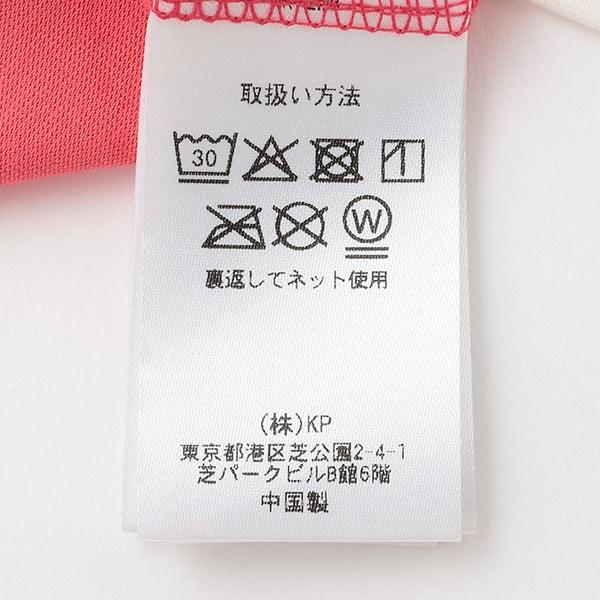 取扱い方法
30
W
裏返してネット使用
(株)KP
東京都港区芝公園2-4-1
芝パークビルB館6階
中国製